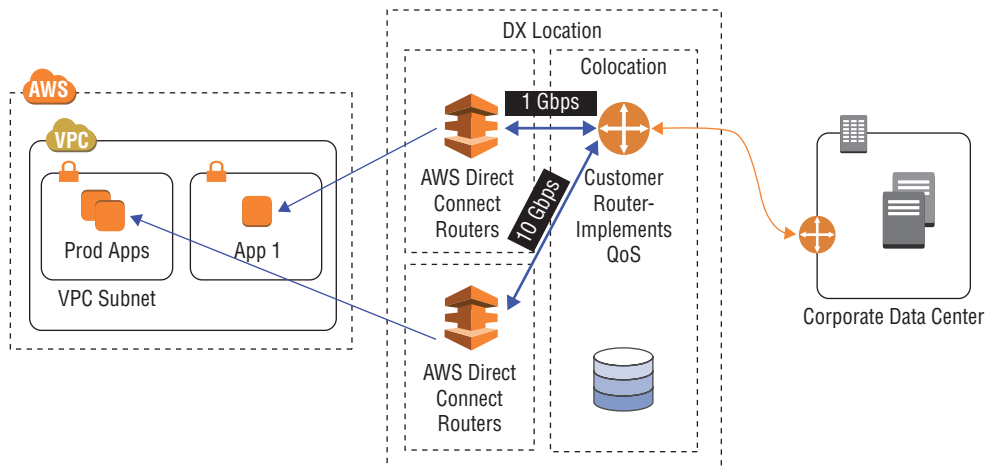 DX Location
Colocation
AWS
VPC
1 Gbps
10 Gbps
AWS Direct
Connect
Routers
Customer
Router-
Implements
QoS
Prod Apps
App 1
VPC Subnet
AWS Direct
Connect
Routers
Corporate Data Center